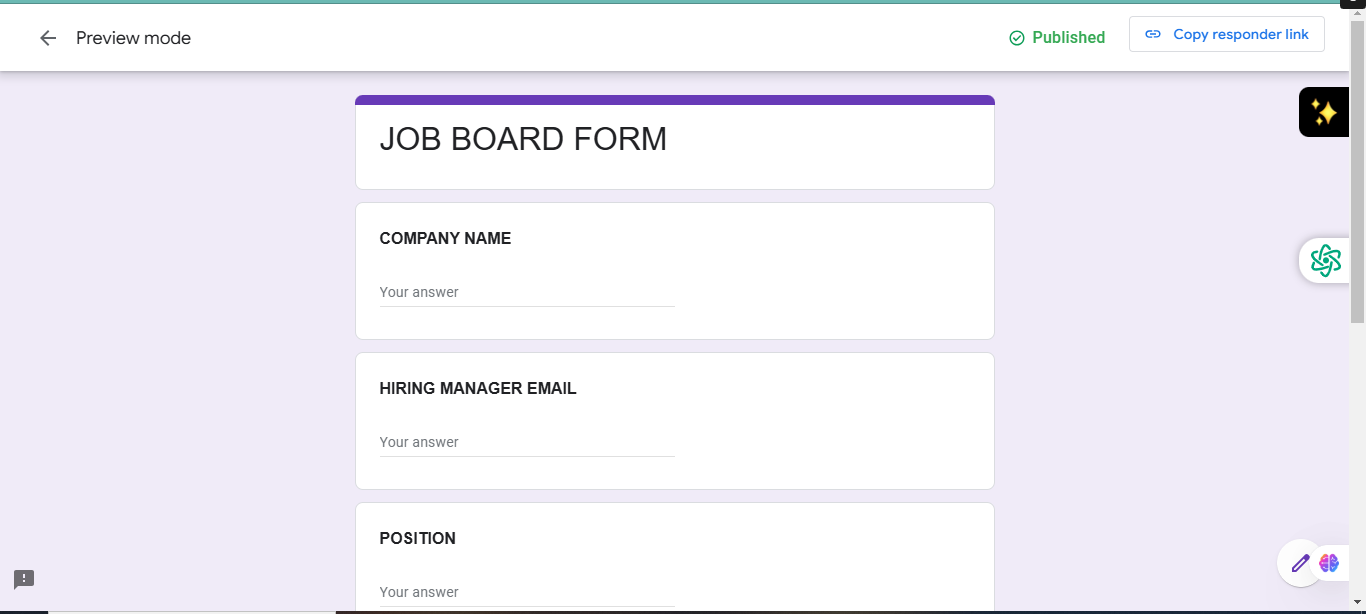 Preview mode
Published
Copy responder link
JOB BOARD FORM
COMPANY NAME
Your answer
HIRING MANAGER EMAIL
Your answer
POSITION
Your answer